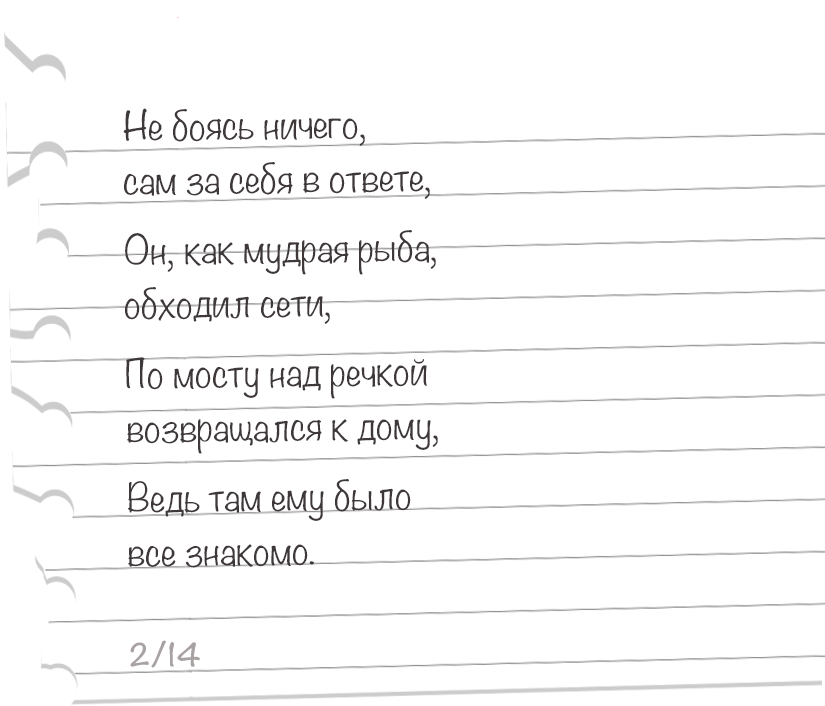 Не боясь ничего,
сам за себя в ответе,
Он, как мудрая рыба,
обходил сети,
По мосту над речкой
возвращался к дому,
Ведь там ему было
все знакомо.
2/14